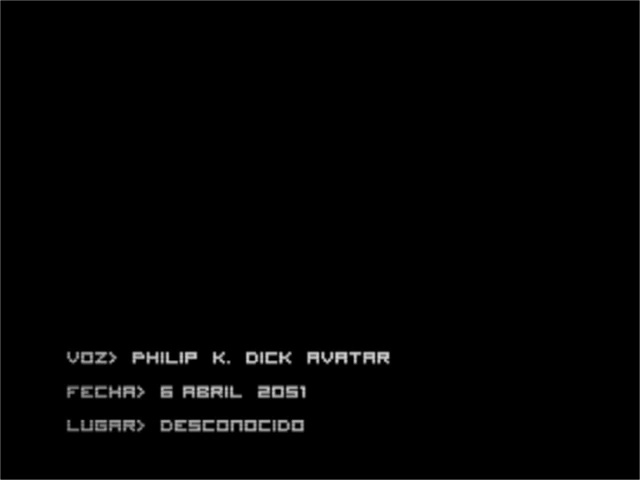 VOZ> PHILIP K. DICK AVATAR
FECHA> 6 ABRIL 2051
LUGAR> DESCONOCIDO